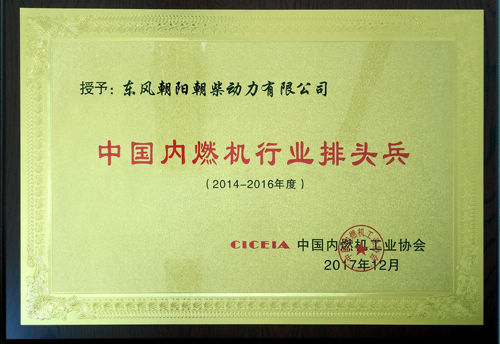 授予：东风朝阳朝柴动力有限公司
中国内燃机行业排头兵
（2014-2016年度）
CICEIA 中国内燃机工业协会
2017年12月